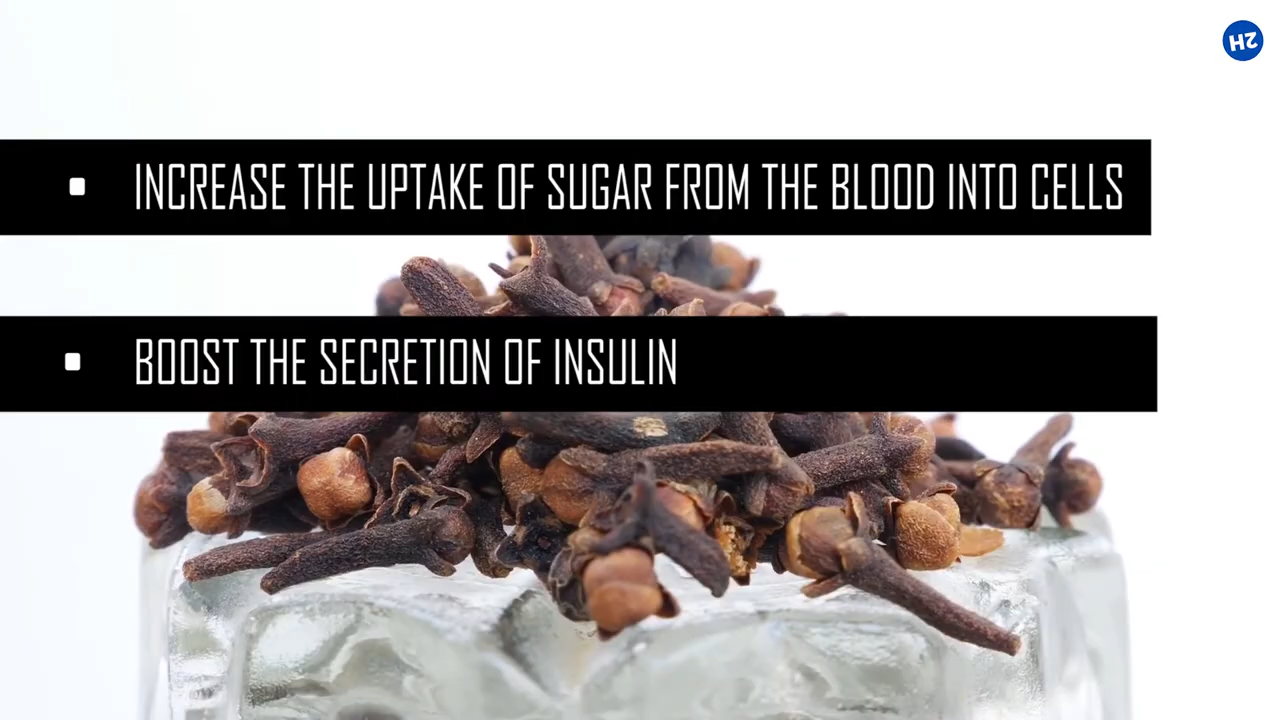 HZ
▪ INCREASE THE UPTAKE OF SUGAR FROM THE BLOOD INTO CELLS
▪ BOOST THE SECRETION OF INSULIN